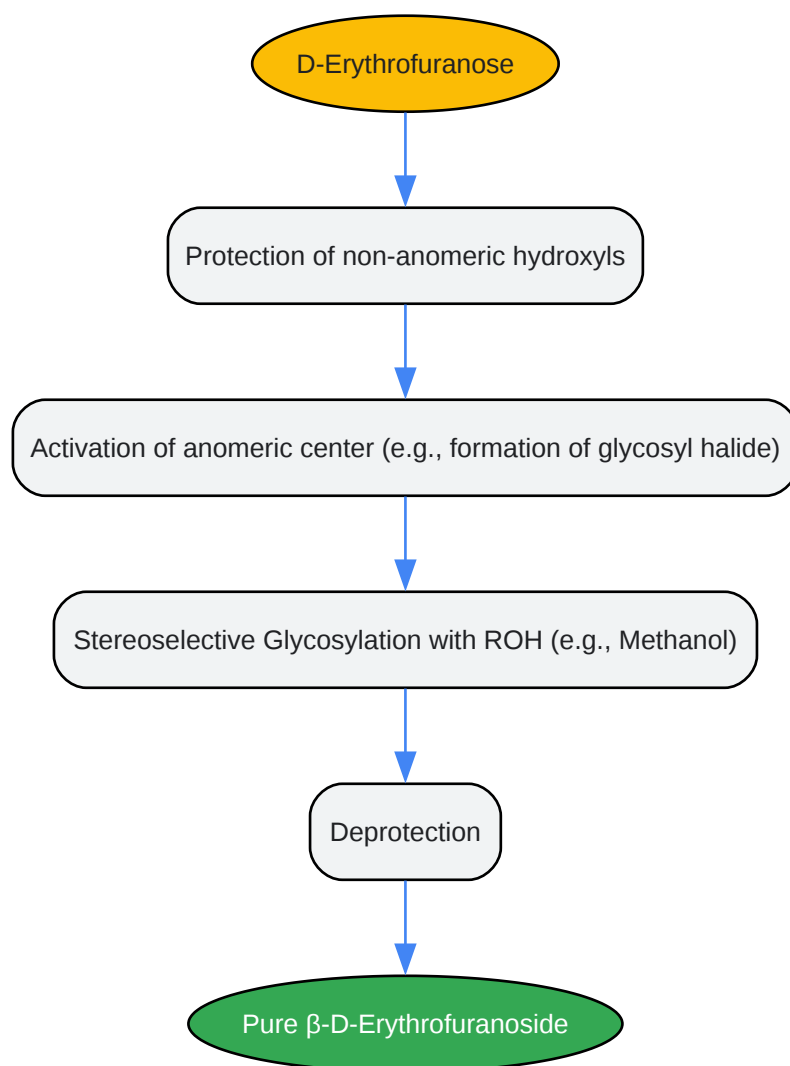 D-Erythrofuranose
Protection of non-anomeric hydroxyls
Activation of anomeric center (e.g., formation of glycosyl halide)
Stereoselective Glycosylation with ROH (e.g., Methanol)
Deprotection
Pure β-D-Erythrofuranoside